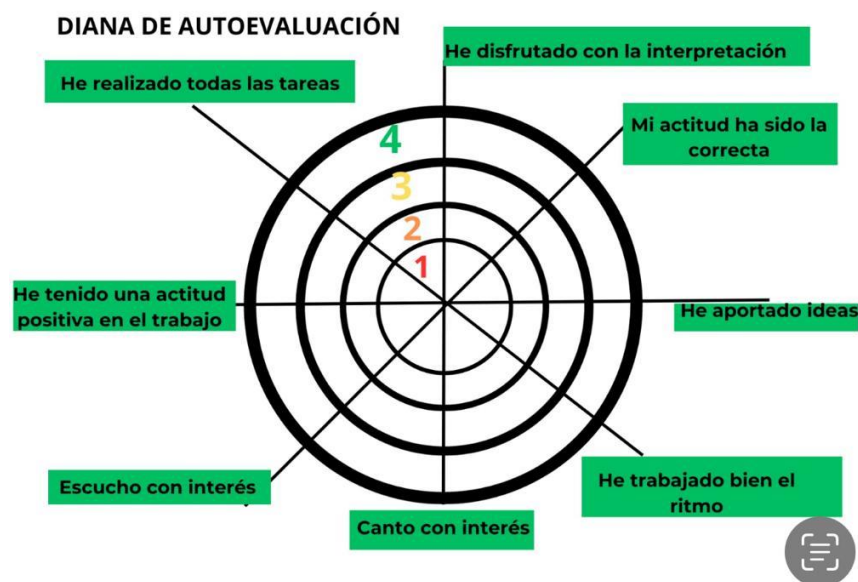 DIANA DE AUTOEVALUACIÓN
He disfrutado con la interpretación
He realizado todas las tareas
Mi actitud ha sido la
correcta
4
3
2
1
He tenido una actitud
positiva en el trabajo
He aportado ideas
Escucho con interés
He trabajado bien el
ritmo
Canto con interés